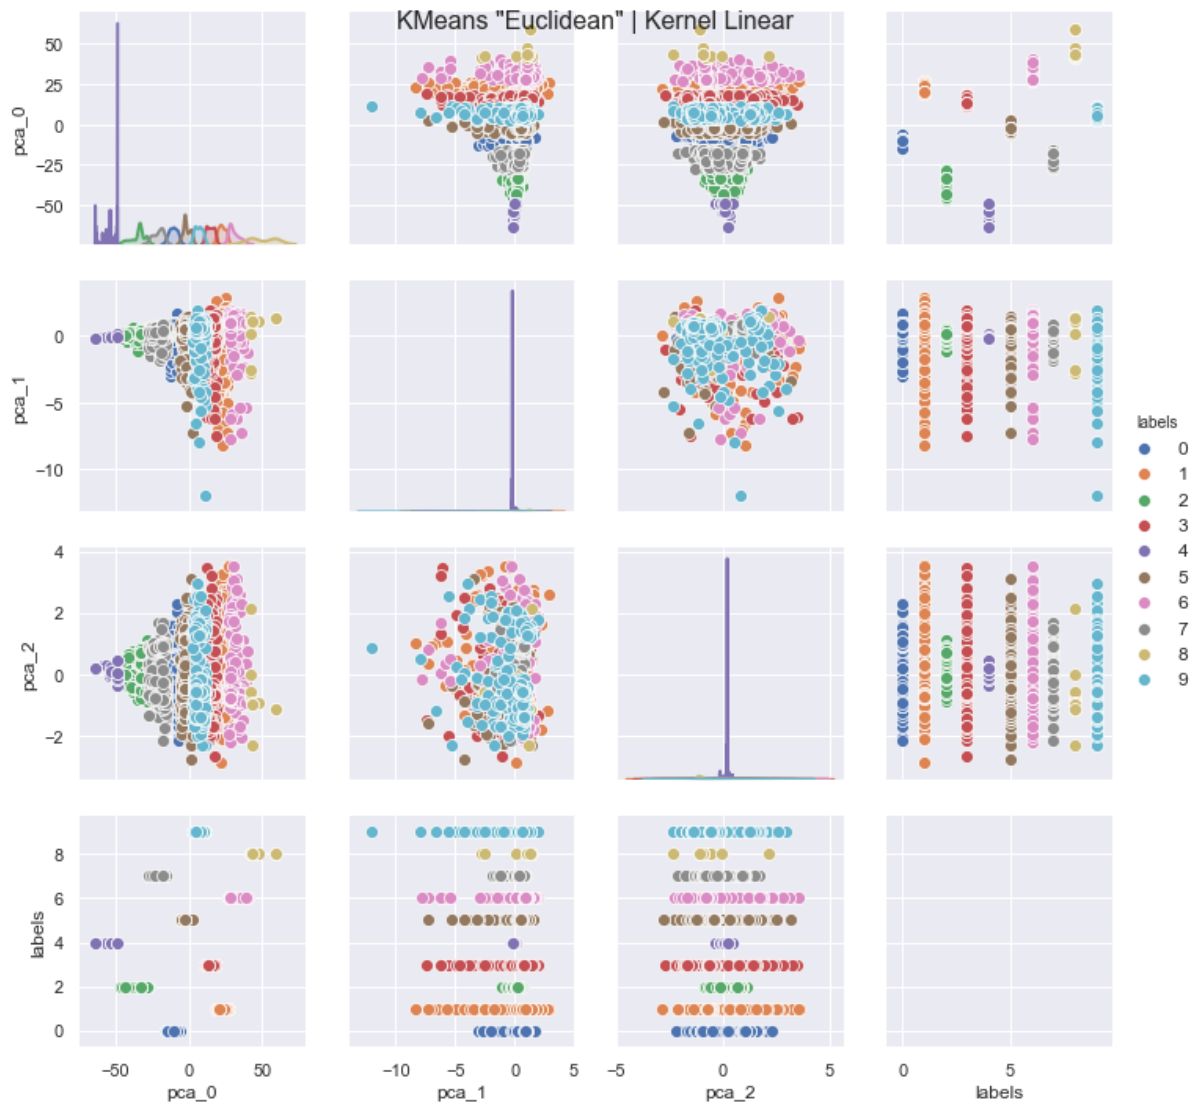 KMeans "Euclidean" | Kernel Linear
50
25
0
−25
−50
pca_0
0
−5
−10
pca_1
4
2
0
−2
pca_2
8
6
4
2
0
labels
−50 0 50
pca_0
−10 −5 0 5
pca_1
−5 0 5
pca_2
0 5
labels
labels
0
1
2
3
4
5
6
7
8
9